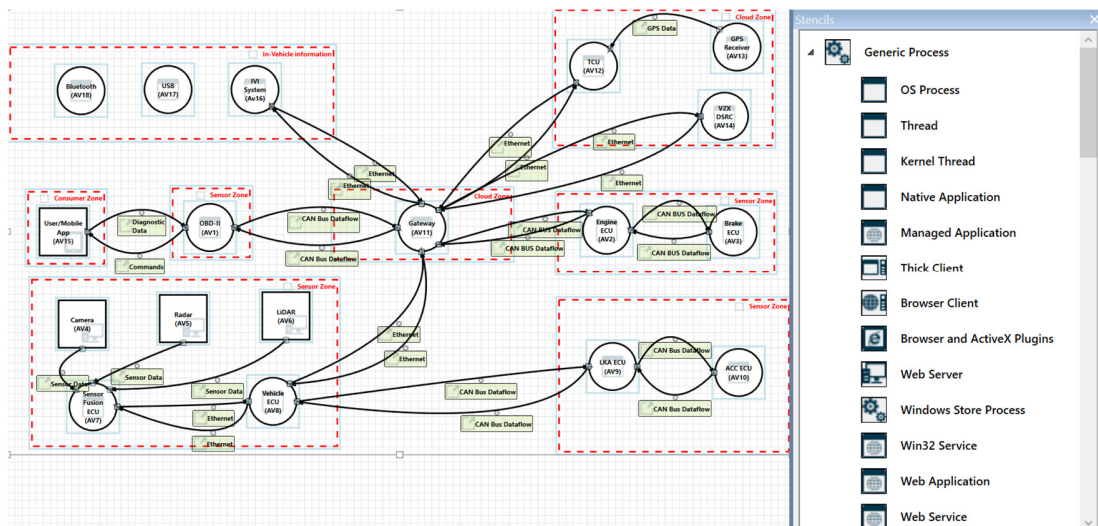 Cloud Zone
GPS Data
GPS
Receiver
(AV13)
TCU
(AV12)
V2X
DSRC
(AV14)
Ethernet
Ethernet
Ethernet
Ethernet
In-Vehicle information
Bluetooth
(AV18)
USB
(AV17)
IVI
System
(Av16)
Ethernet
Ethernet
Consumer Zone
User/Mobile
App
(AV15)
Diagnostic
Data
Commands
Sensor Zone
OBD-II
(AV1)
CAN Bus Dataflow
CAN Bus Dataflow
Cloud Zone
Gateway
(AV11)
CAN BUS Dataflow
CAN BUS Dataflow
Sensor Zone
Engine
ECU
(AV2)
CAN BUS Dataflow
CAN BUS Dataflow
Brake
ECU
(AV3)
Sensor Zone
Camera
(AV4)
Radar
(AV5)
LiDAR
(AV6)
Ethernet
Ethernet
Sensor Data
Sensor Data
Sensor Data
Sensor
Fusion
ECU
(AV7)
Vehicle
ECU
(AV8)
Ethernet
Ethernet
CAN Bus Dataflow
CAN Bus Dataflow
Sensor Zone
LKA ECU
(AV9)
CAN Bus Dataflow
CAN Bus Dataflow
ACC ECU
(AV10)
Stencils
Generic Process
OS Process
Thread
Kernel Thread
Native Application
Managed Application
Thick Client
Browser Client
Browser and ActiveX Plugins
Web Server
Windows Store Process
Win32 Service
Web Application
Web Service